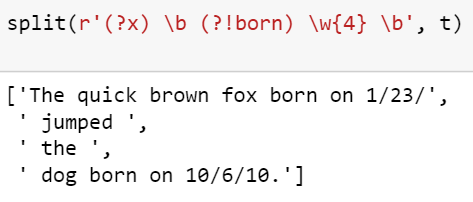 split(r'(?x) \b (?!born) \w{4} \b', t)
['The quick brown fox born on 1/23/',
' jumped ',
' the ',
' dog born on 10/6/10.']